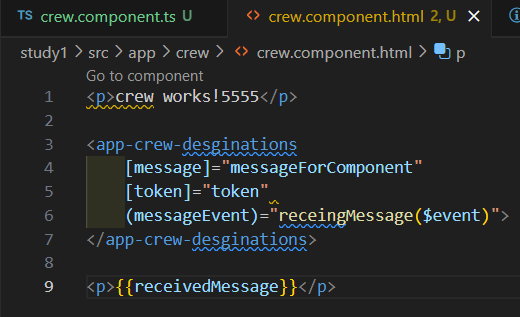 TS crew.component.ts U
<> crew.component.html 2, U
study1 > src > app > crew > <> crew.component.html > p
Go to component
1 <p>crew works!5555</p>
2
3 <app-crew-desginations
4 [message]="messageForComponent"
5 [token]="token"
6 (messageEvent)="receingMessage($event)">
7 </app-crew-desginations>
8
9 <p>{{receivedMessage}}</p>